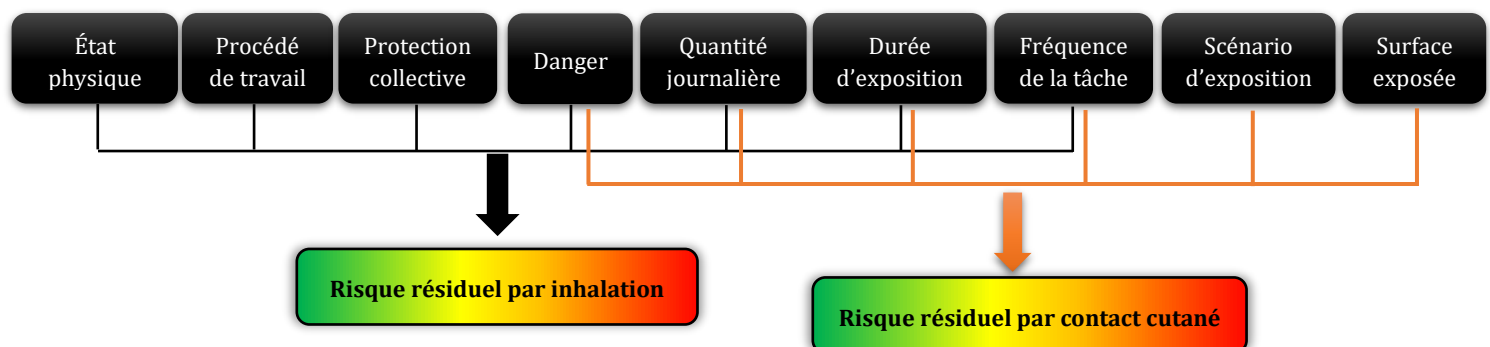 État
physique
Procédé
de travail
Protection
collective
Danger
Quantité
journalière
Durée
d’exposition
Fréquence
de la tâche
Scénario
d’exposition
Surface
exposée
Risque résiduel par inhalation
Risque résiduel par contact cutané